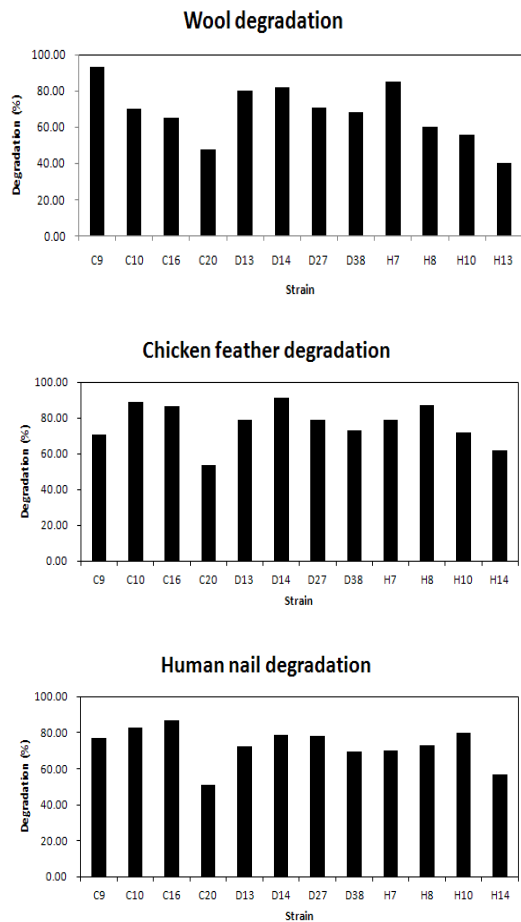 Wool degradation
100.00
80.00
60.00
40.00
20.00
0.00
Degradation (%)
C9 C10 C16 C20 D13 D14 D27 D38 H7 H8 H10 H13
Strain
Chicken feather degradation
100.00
80.00
60.00
40.00
20.00
0.00
Degradation (%)
C9 C10 C16 C20 D13 D14 D27 D38 H7 H8 H10 H14
Strain
Human nail degradation
100.00
80.00
60.00
40.00
20.00
0.00
Degradation (%)
C9 C10 C16 C20 D13 D14 D27 D38 H7 H8 H10 H14
Strain